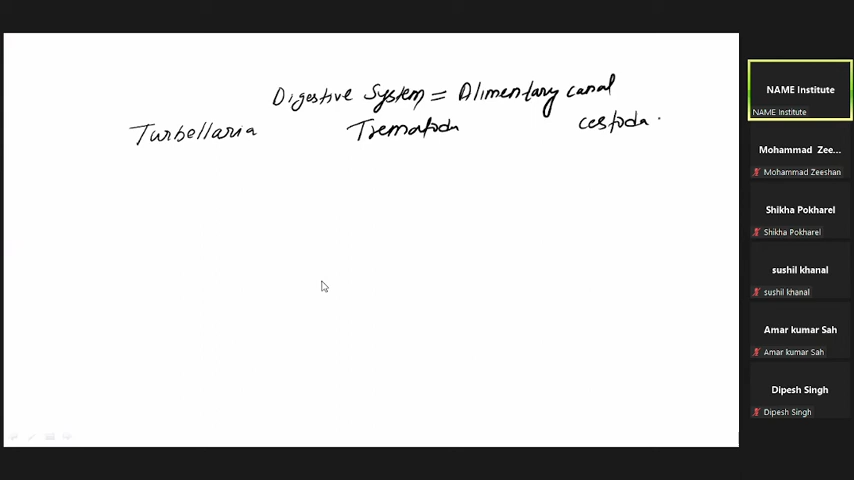 Digestive System = Alimentary canal
Turbellaria Trematoda cestoda.
NAME Institute
NAME Institute
Mohammad Zee...
Mohammad Zeeshan
Shikha Pokharel
Shikha Pokharel
sushil khanal
sushil khanal
Amar kumar Sah
Amar kumar Sah
Dipesh Singh
Dipesh Singh